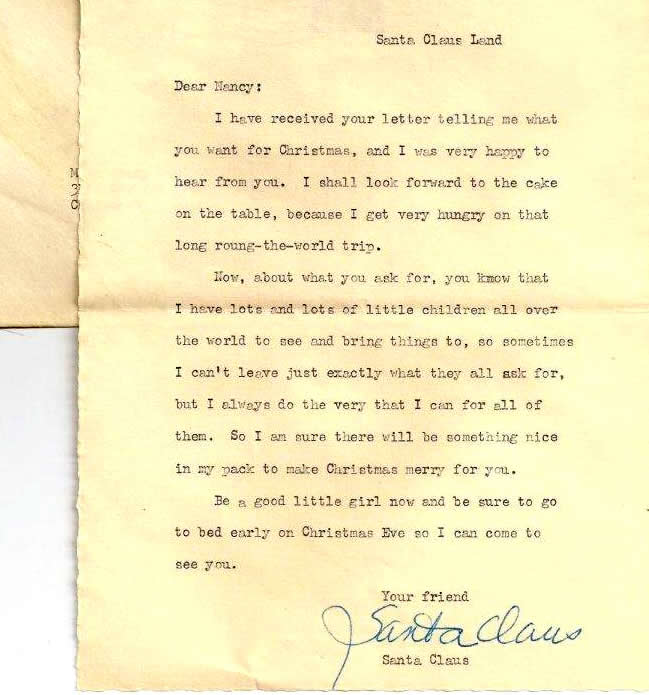 Santa Claus Land
Dear Nancy:
I have received your letter telling me what
you want for Christmas, and I was very happy to
hear from you. I shall look forward to the cake
on the table, because I get very hungry on that
long roung-the-world trip.
Now, about what you ask for, you know that
I have lots and lots of little children all over
the world to see and bring things to, so sometimes
I can't leave just exactly what they all ask for,
but I always do the very that I can for all of
them. So I am sure there will be something nice
in my pack to make Christmas merry for you.
Be a good little girl now and be sure to go
to bed early on Christmas Eve so I can come to
see you.
Your friend
Santa Claus
Santa Claus